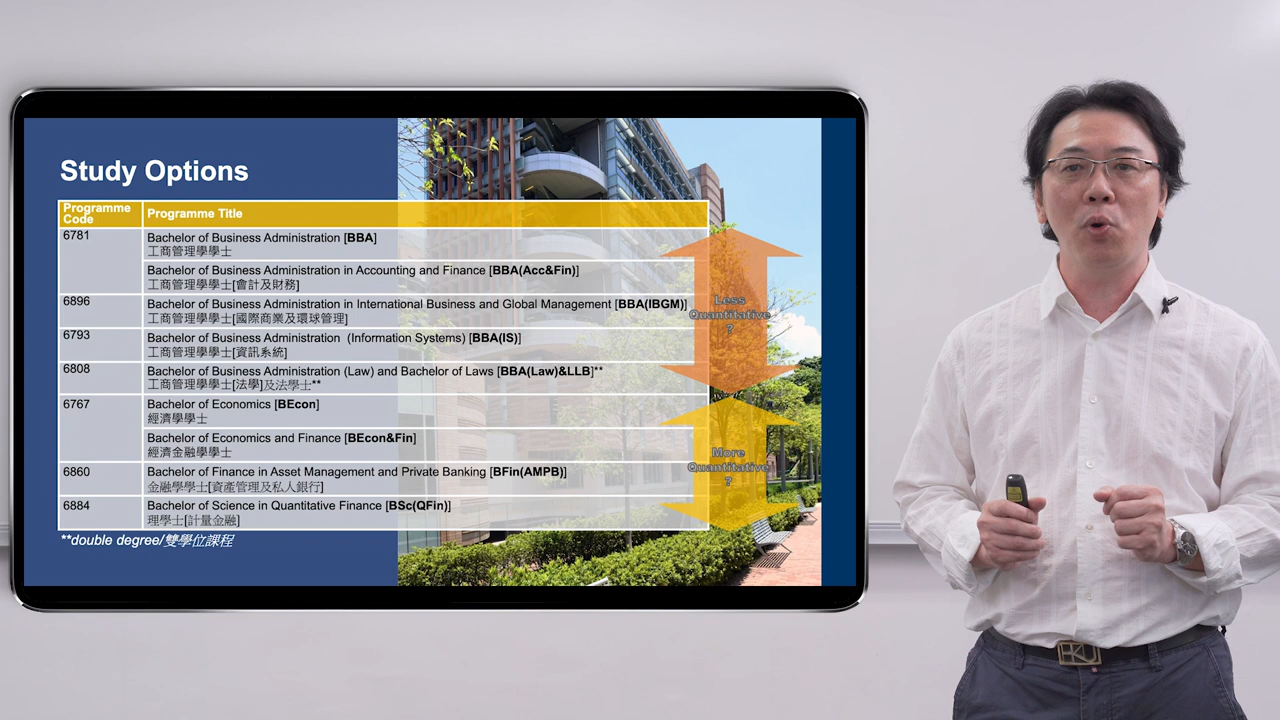 Study Options
Programme
Code
Programme Title
6781
Bachelor of Business Administration [BBA]
工商管理學學士
Bachelor of Business Administration in Accounting and Finance [BBA(Acc&Fin)]
工商管理學學士[會計及財務]
6896
Bachelor of Business Administration in International Business and Global Management [BBA(IBGM)]
工商管理學學士[國際商業及環球管理]
6793
Bachelor of Business Administration (Information Systems) [BBA(IS)]
工商管理學學士[資訊系統]
6808
Bachelor of Business Administration (Law) and Bachelor of Laws [BBA(Law)&LLB]**
工商管理學學士[法學]及法學士**
6767
Bachelor of Economics [BEcon]
經濟學學士
Bachelor of Economics and Finance [BEcon&Fin]
經濟金融學學士
6860
Bachelor of Finance in Asset Management and Private Banking [BFin(AMPB)]
金融學學士[資產管理及私人銀行]
6884
Bachelor of Science in Quantitative Finance [BSc(QFin)]
理學士[計量金融]
**double degree/雙學位課程
Less
Quantitative
?
More
Quantitative
?
HKU